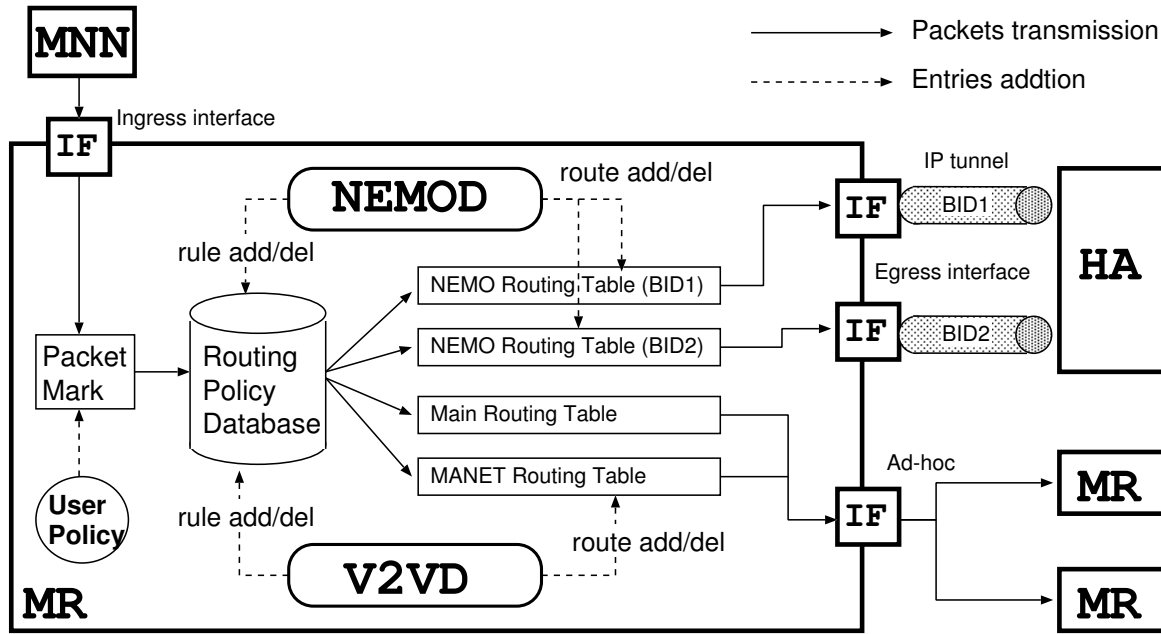 MNN
Packets transmission
Entries addtion
Ingress interface
IF
NEMOD
route add/del
rule add/del
IP tunnel
IF
BID1
HA
Egress interface
NEMO Routing Table (BID1)
IF
BID2
NEMO Routing Table (BID2)
Packet
Mark
Routing
Policy
Database
Main Routing Table
MANET Routing Table
Ad-hoc
MR
IF
User
Policy
rule add/del
route add/del
V2VD
MR
MR